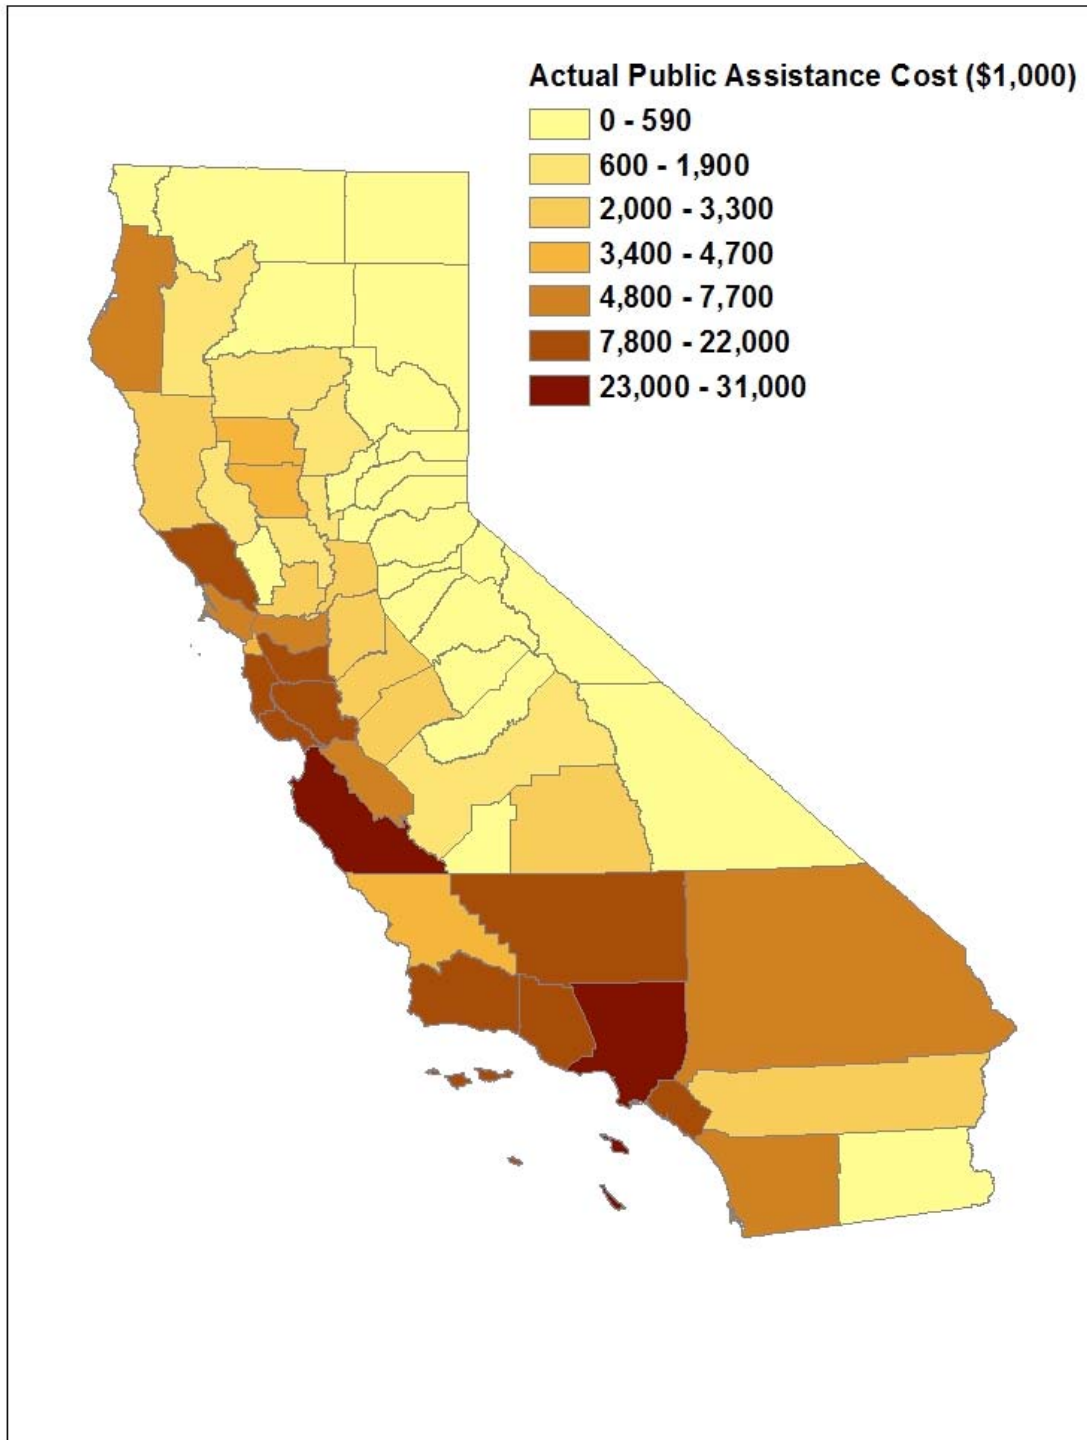 Actual Public Assistance Cost ($1,000)
0 - 590
600 - 1,900
2,000 - 3,300
3,400 - 4,700
4,800 - 7,700
7,800 - 22,000
23,000 - 31,000